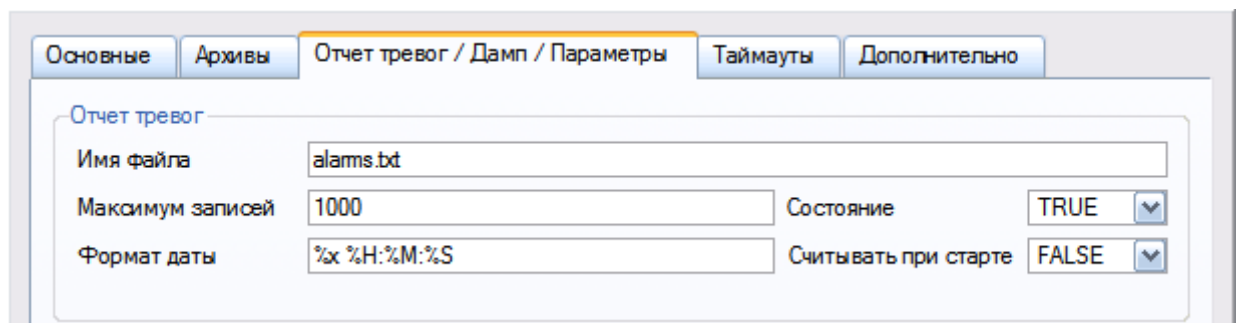 Основные Архивы Отчет тревог / Дамп / Параметры Таймауты Дополнительно
Отчет тревог
Имя файла alarms.txt
Максимум записей 1000 Состояние TRUE
Формат даты %x %H:%M:%S Считывать при старте FALSE